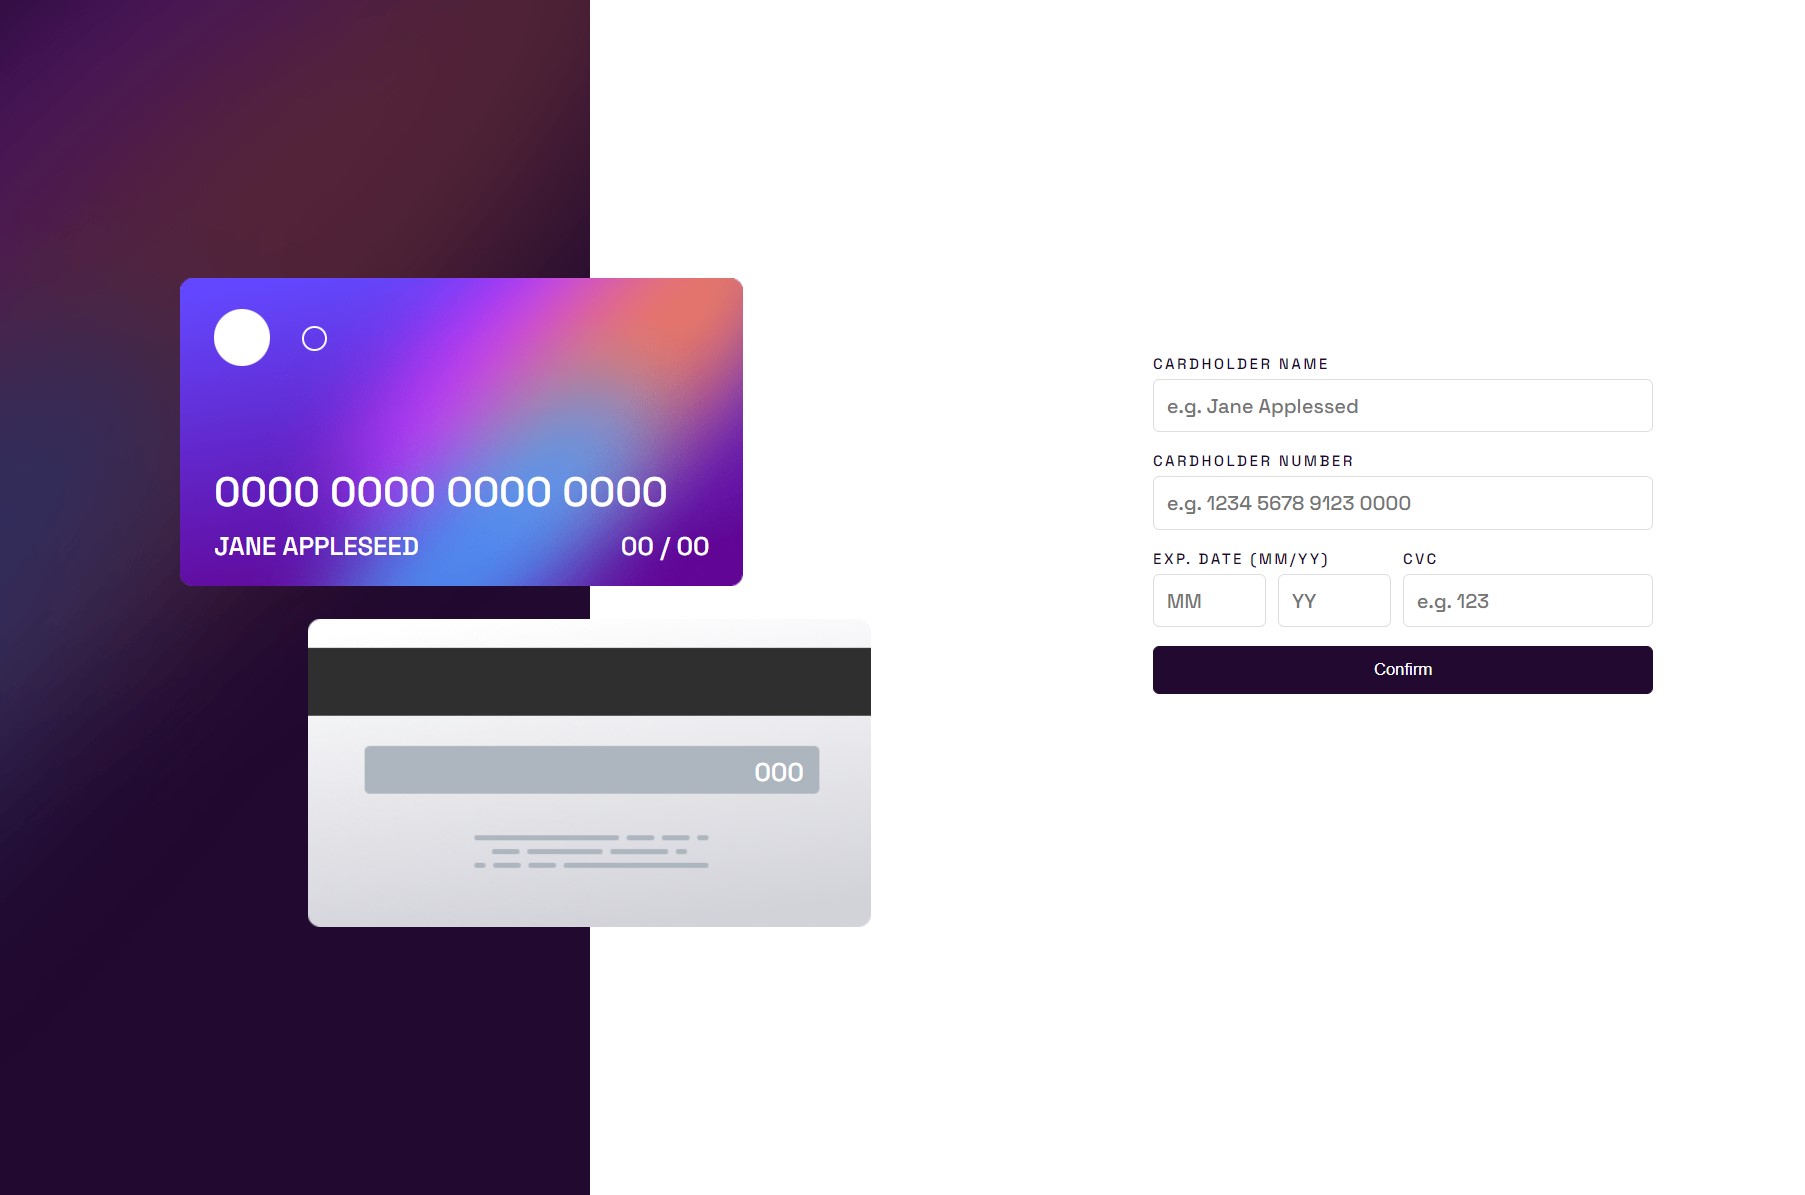 0000 0000 0000 0000
JANE APPLESEED 00 / 00
000
CARDHOLDER NAME
e.g. Jane Applessed
CARDHOLDER NUMBER
e.g. 1234 5678 9123 0000
EXP. DATE (MM/YY) CVC
MM YY e.g. 123
Confirm